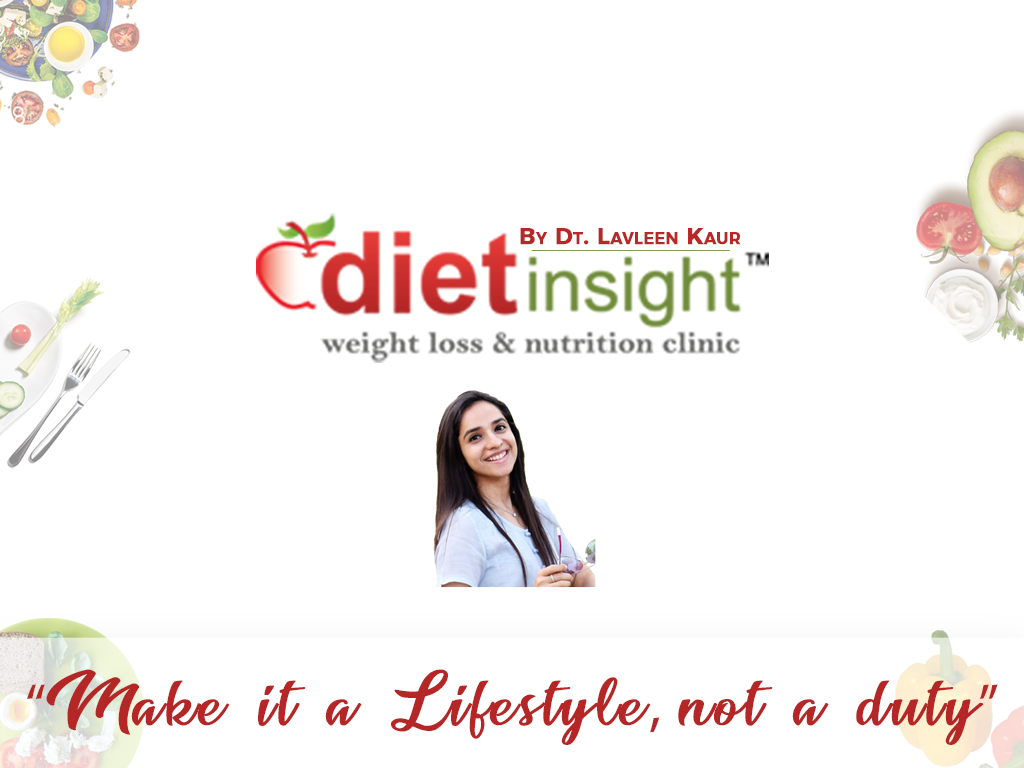 By Dt. Lavleen Kaur
diet insight™
weight loss & nutrition clinic
“Make it a Lifestyle, not a duty”